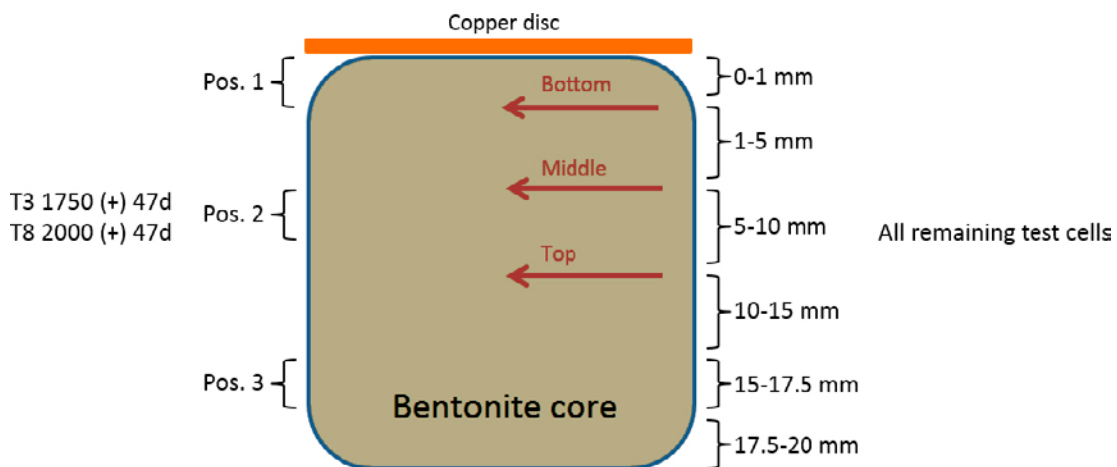 Copper disc
Pos. 1
0-1 mm
Bottom
1-5 mm
Middle
T3 1750 (+) 47d
T8 2000 (+) 47d
Pos. 2
5-10 mm
All remaining test cells
Top
10-15 mm
Pos. 3
15-17.5 mm
Bentonite core
17.5-20 mm